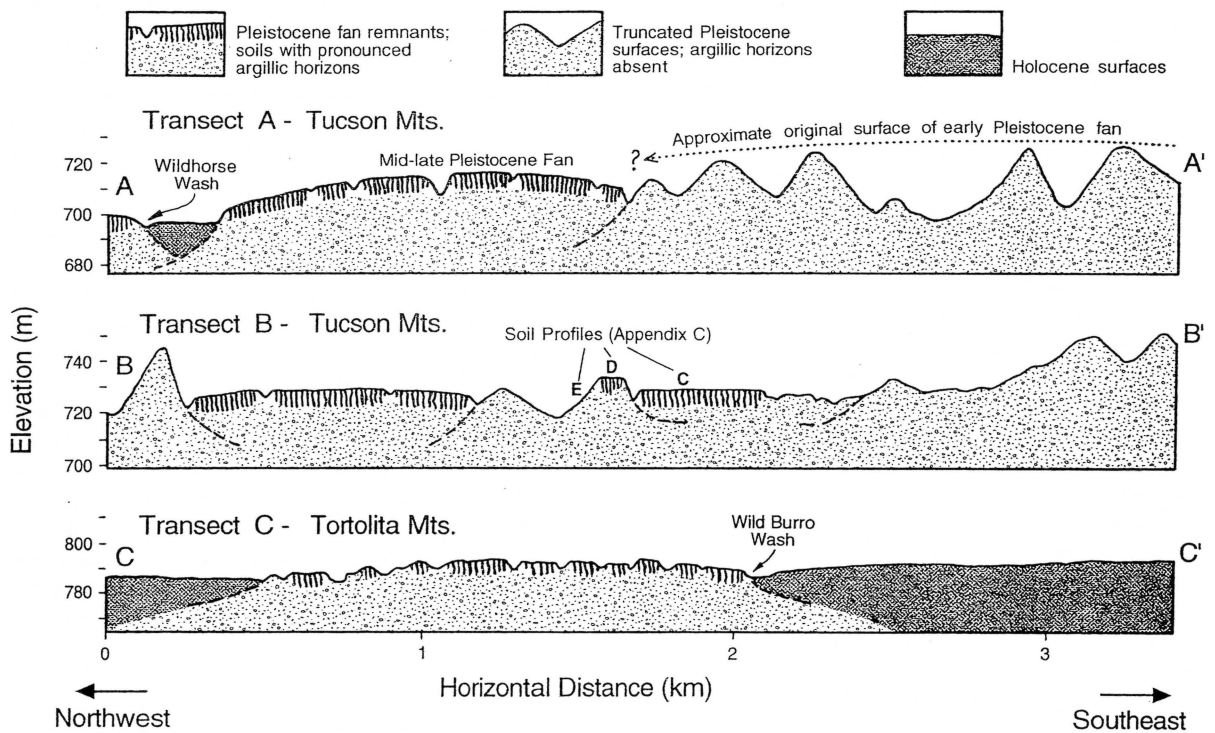 Pleistocene fan remnants;
soils with pronounced
argillic horizons
Truncated Pleistocene
surfaces; argillic horizons
absent
Holocene surfaces
Transect A - Tucson Mts.
Approximate original surface of early Pleistocene fan
720
700
680
A
Wildhorse
Wash
Mid-late Pleistocene Fan
?
A'
Elevation (m)
Transect B - Tucson Mts.
Soil Profiles (Appendix C)
740
720
700
B
E
D
C
B'
Transect C - Tortolita Mts.
Wild Burro
Wash
800
780
C
C'
0
1
2
3
Horizontal Distance (km)
Northwest
Southeast